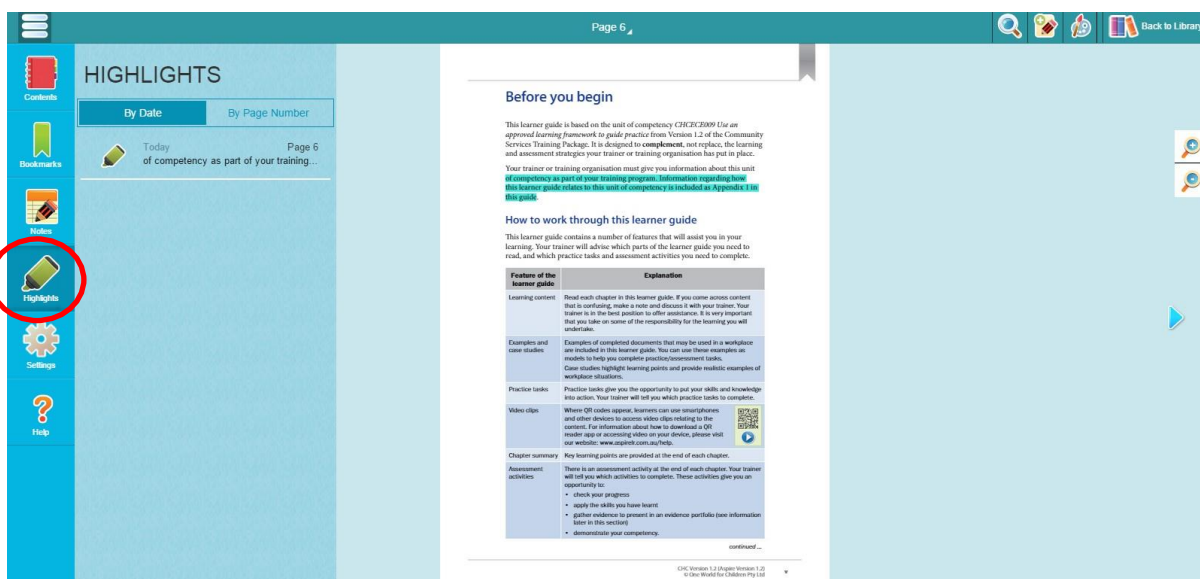 Page 6
Back to Library
Contents
Bookmarks
Notes
Highlights
Settings
Help
HIGHLIGHTS
By Date
By Page Number
Today
Page 6
of competency as part of your training...
Before you begin
This learner guide is based on the unit of competency CHCECE009 Use an
approved learning framework to guide practice from Version 1.2 of the Community
Services Training Package. It is designed to complement, not replace, the learning
and assessment strategies your trainer or training organisation has put in place.
Your trainer or training organisation must give you information about this unit
of competency as part of your training program. Information regarding how
this learner guide relates to this unit of competency is included as Appendix 1 in
this guide.
How to work through this learner guide
This learner guide contains a number of features that will assist you in your
learning. Your trainer will advise which parts of the learner guide you need to
read, and which practice tasks and assessment activities you need to complete.
Feature of the
learner guide
Explanation
Learning content
Read each chapter in this learner guide. If you come across content
that is confusing, make a note and discuss it with your trainer. Your
trainer is in the best position to offer assistance. It is very important
that you take on some of the responsibility for the learning you will
undertake.
Examples and
case studies
Examples of completed documents that may be used in a workplace
are included in this learner guide. You can use these examples as
models to help you complete practice/assessment tasks.
Case studies highlight learning points and provide realistic examples of
workplace situations.
Practice tasks
Practice tasks give you the opportunity to put your skills and knowledge
into action. Your trainer will tell you which practice tasks to complete.
Video clips
Where QR codes appear, learners can use smartphones
and other devices to access video clips relating to the
content. For information about how to download a QR
reader app or accessing video on your device, please visit
our website: www.aspirelr.com.au/help.
Chapter summary
Key learning points are provided at the end of each chapter.
Assessment
activities
There is an assessment activity at the end of each chapter. Your trainer
will tell you which activities to complete. These activities give you an
opportunity to:
• check your progress
• apply the skills you have learnt
• gather evidence to present in an evidence portfolio (see information
later in this section)
• demonstrate your competency.
continued ...
CHC Version 1.2 (Aspire Version 1.2)
© One World for Children Pty Ltd
v